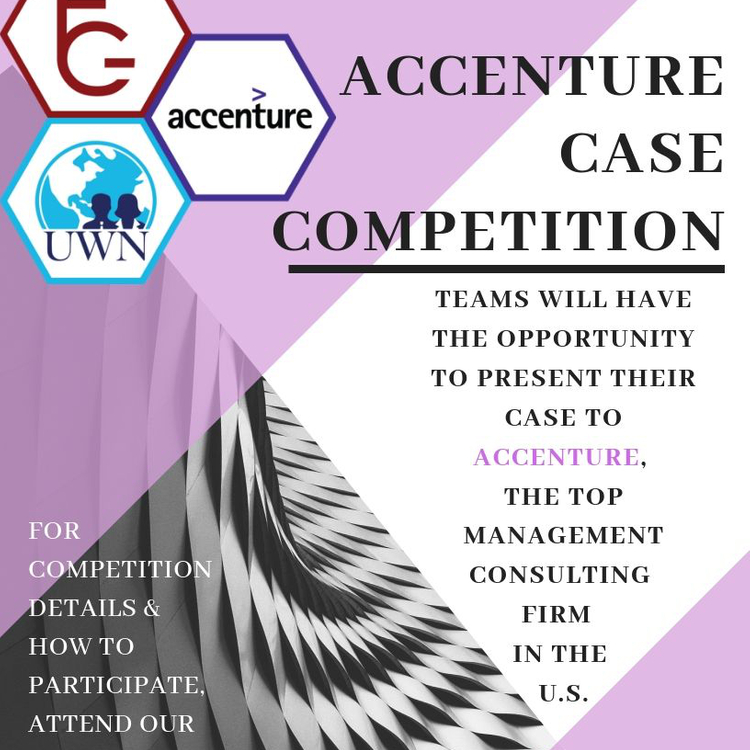 FG
accenture
UWN
ACCENTURE
CASE
COMPETITION
TEAMS WILL HAVE
THE OPPORTUNITY
TO PRESENT THEIR
CASE TO
ACCENTURE,
THE TOP
MANAGEMENT
CONSULTING
FIRM
IN THE
U.S.
FOR
COMPETITION
DETAILS &
HOW TO
PARTICIPATE,
ATTEND OUR